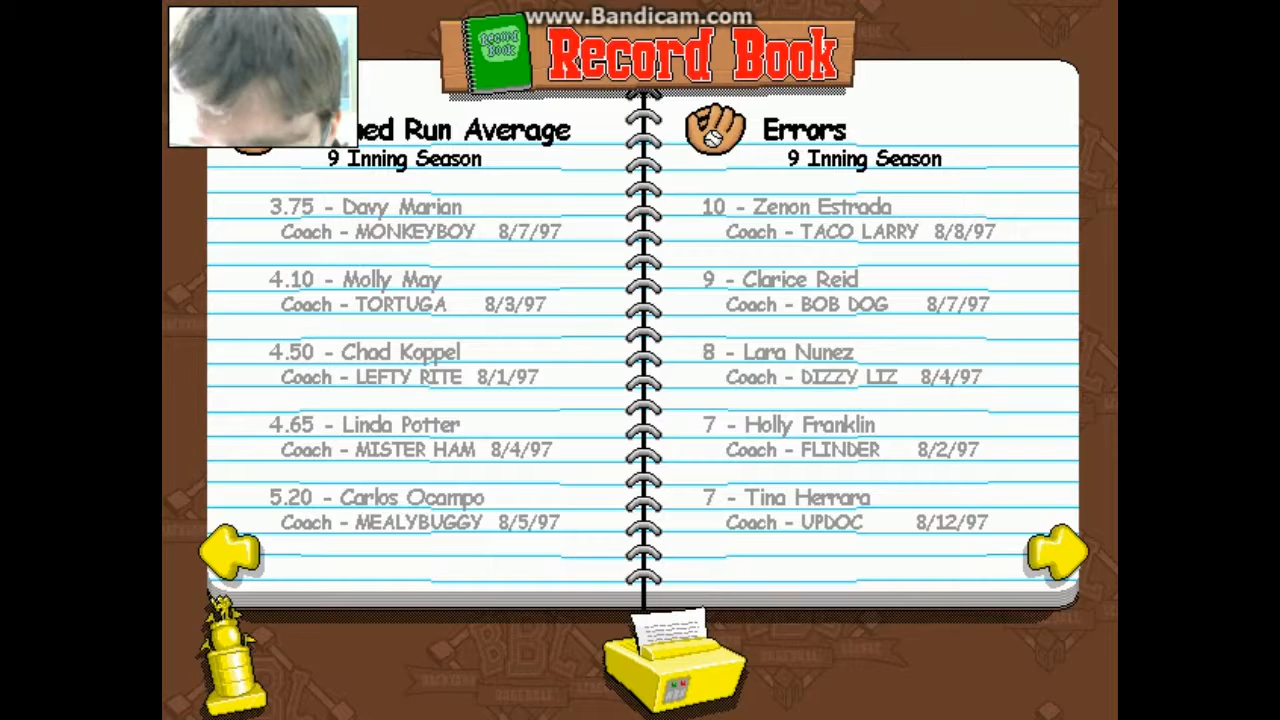 www.Bandicam.com
Record Book
Record Book
ned Run Average
9 Inning Season
3.75 - Davy Marian
Coach - MONKEYBOY 8/7/97
4.10 - Molly May
Coach - TORTUGA 8/3/97
4.50 - Chad Koppel
Coach - LEFTY RITE 8/1/97
4.65 - Linda Potter
Coach - MISTER HAM 8/4/97
5.20 - Carlos Ocampo
Coach - MEALYBUGGY 8/5/97
Errors
9 Inning Season
10 - Zenon Estrada
Coach - TACO LARRY 8/8/97
9 - Clarice Reid
Coach - BOB DOG 8/7/97
8 - Lara Nunez
Coach - DIZZY LIZ 8/4/97
7 - Holly Franklin
Coach - FLINDER 8/2/97
7 - Tina Herrara
Coach - UPDOC 8/12/97
BBL